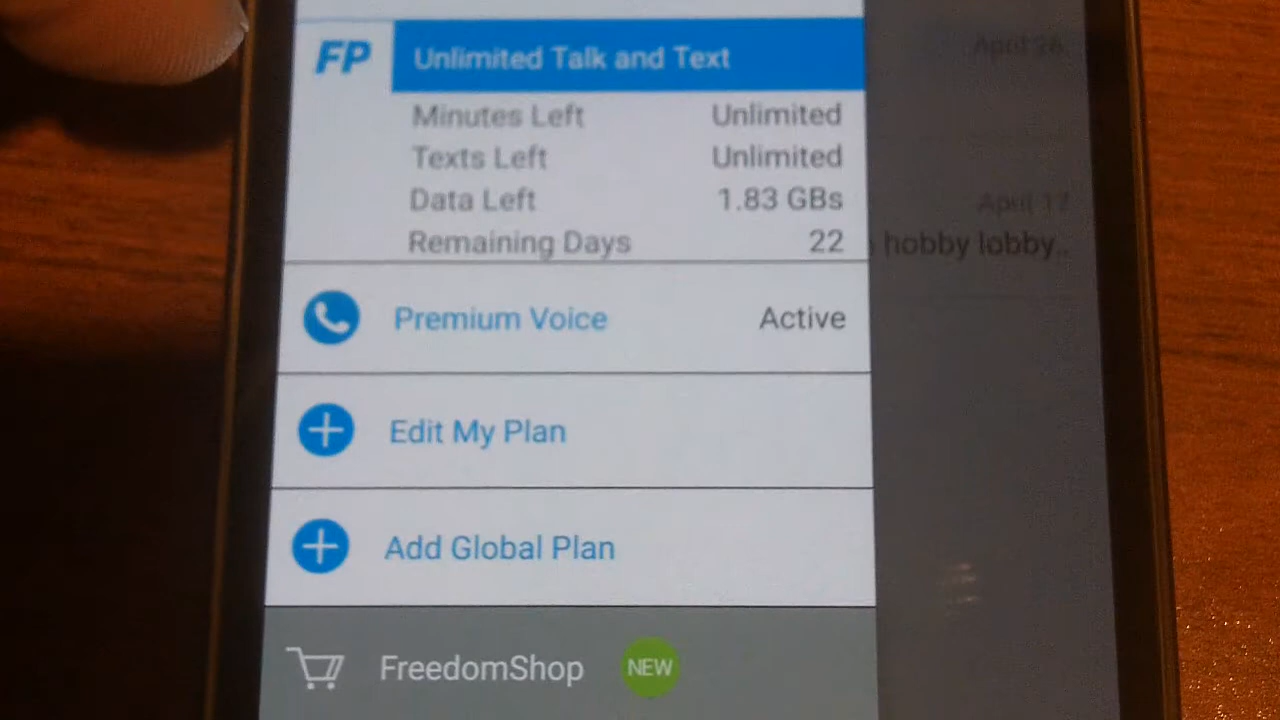 April 26,
FP Unlimited Talk and Text
Minutes Left Unlimited
Texts Left Unlimited
Data Left 1.83 GBs
April 17
Remaining Days 22
hobby lobby..
Premium Voice Active
Edit My Plan
Add Global Plan
FreedomShop NEW